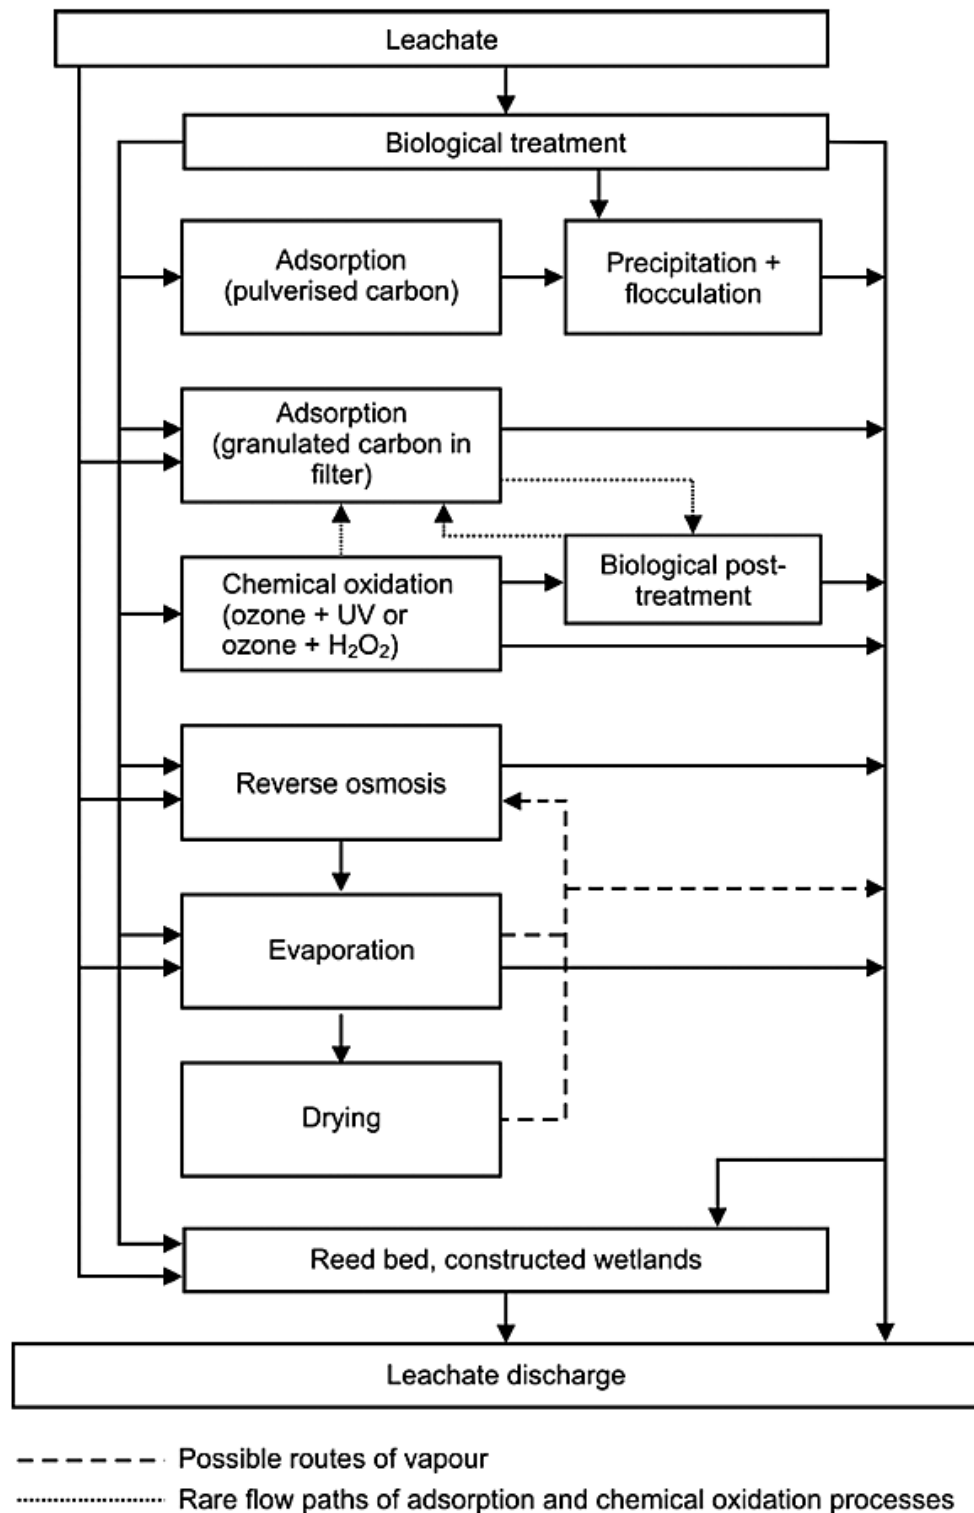 Leachate
Biological treatment
Adsorption
(pulverised carbon)
Precipitation +
flocculation
Adsorption
(granulated carbon in
filter)
Chemical oxidation
(ozone + UV or
ozone + H₂O₂)
Biological post-
treatment
Reverse osmosis
Evaporation
Drying
Reed bed, constructed wetlands
Leachate discharge
Possible routes of vapour
Rare flow paths of adsorption and chemical oxidation processes